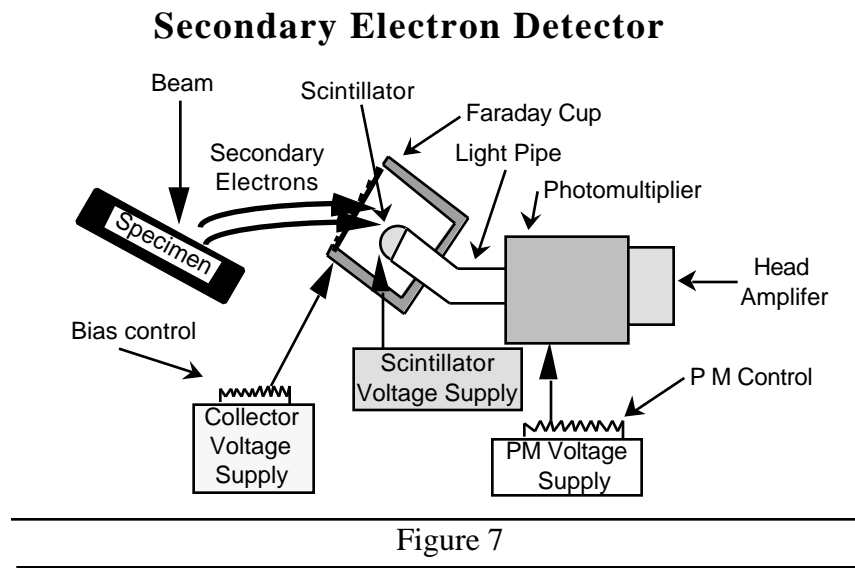 Secondary Electron Detector
Beam
Scintillator
Faraday Cup
Secondary
Electrons
Light Pipe
Photomultiplier
Specimen
Head
Amplifer
Bias control
Scintillator
Voltage Supply
P M Control
Collector
Voltage
Supply
PM Voltage
Supply
Figure 7